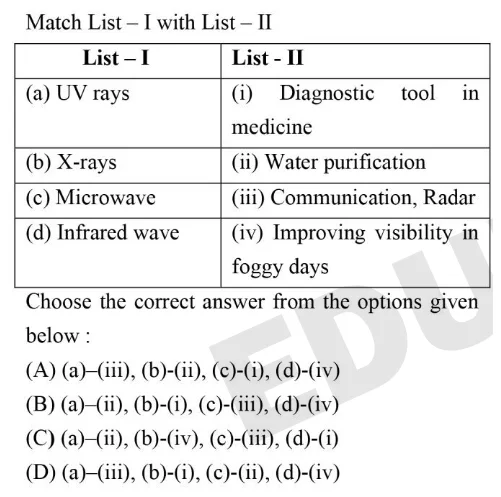 Match List – I with List – II
List – I
List - II
(a) UV rays
(i) Diagnostic tool in
medicine
(b) X-rays
(ii) Water purification
(c) Microwave
(iii) Communication, Radar
(d) Infrared wave
(iv) Improving visibility in
foggy days
Choose the correct answer from the options given
below :
(A) (a)–(iii), (b)-(ii), (c)-(i), (d)-(iv)
(B) (a)–(ii), (b)-(i), (c)-(iii), (d)-(iv)
(C) (a)–(ii), (b)-(iv), (c)-(iii), (d)-(i)
(D) (a)–(iii), (b)-(i), (c)-(ii), (d)-(iv)
EDU